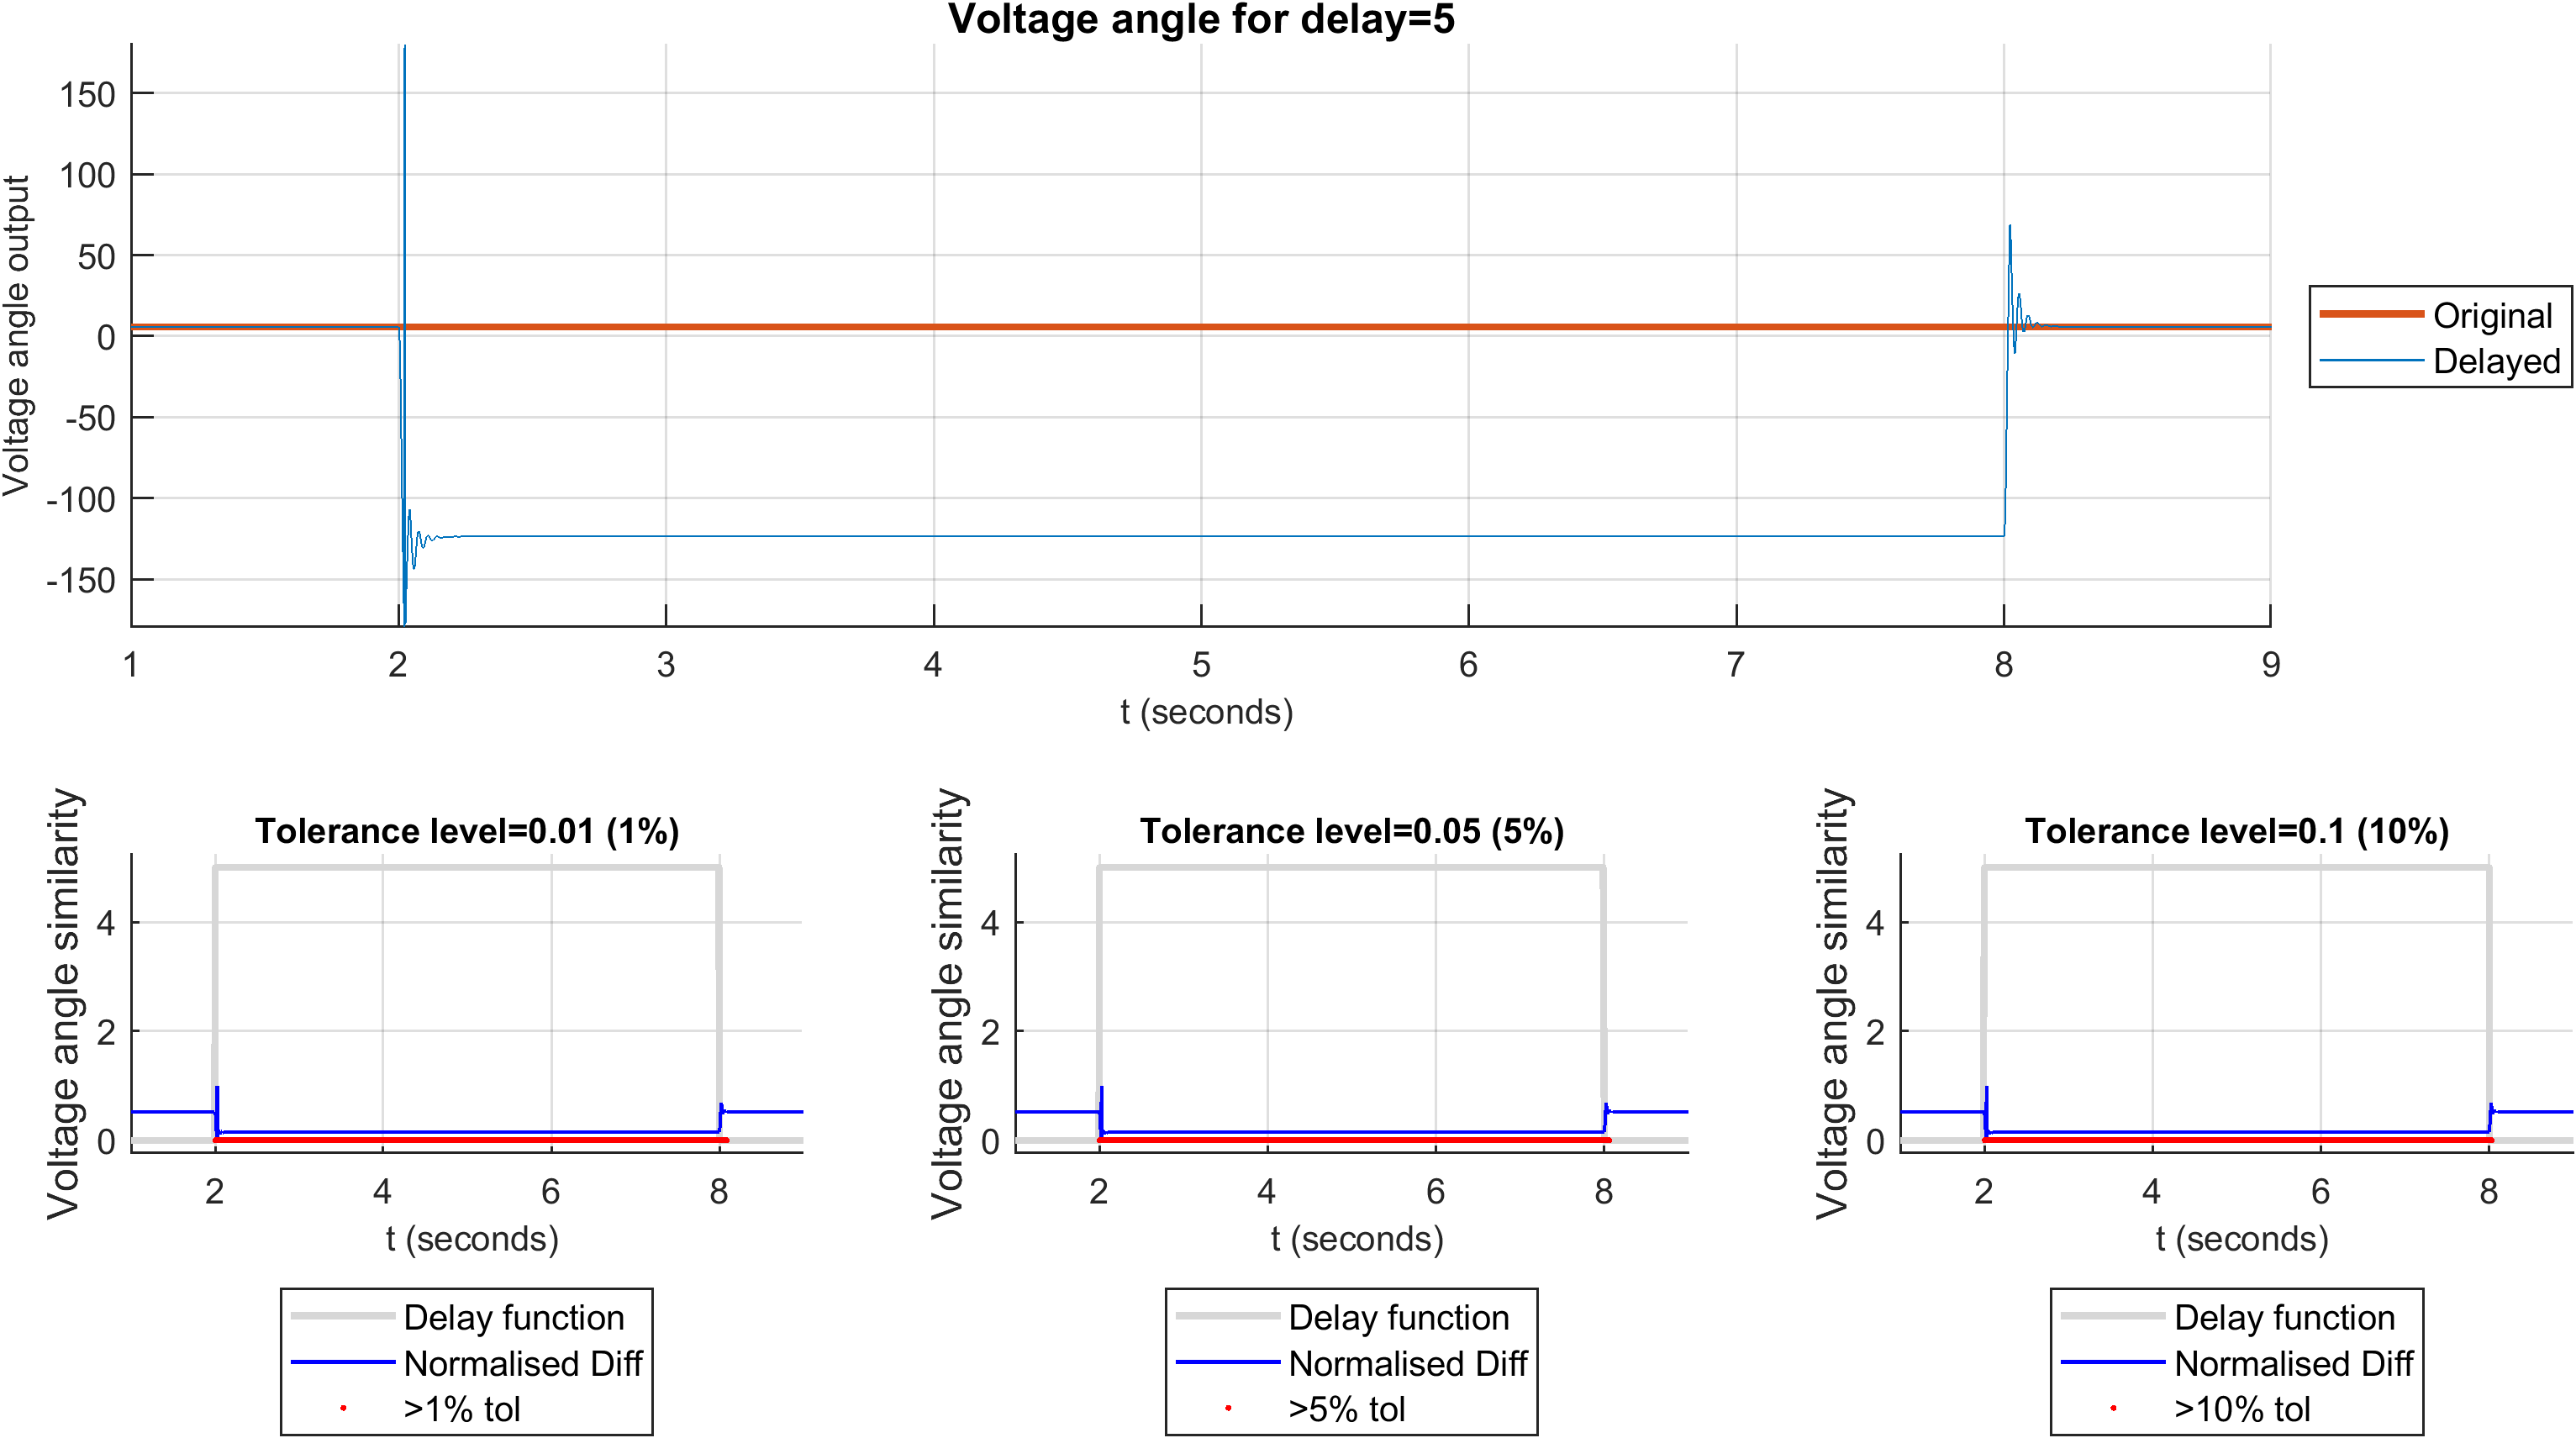 Voltage angle for delay=5
Voltage angle output
150
100
50
0
-50
-100
-150
1 2 3 4 5 6 7 8 9
t (seconds)
Original
Delayed
Tolerance level=0.01 (1%)
Voltage angle similarity
4
2
0
2 4 6 8
t (seconds)
Delay function
Normalised Diff
>1% tol
Tolerance level=0.05 (5%)
Voltage angle similarity
4
2
0
2 4 6 8
t (seconds)
Delay function
Normalised Diff
>5% tol
Tolerance level=0.1 (10%)
Voltage angle similarity
4
2
0
2 4 6 8
t (seconds)
Delay function
Normalised Diff
>10% tol